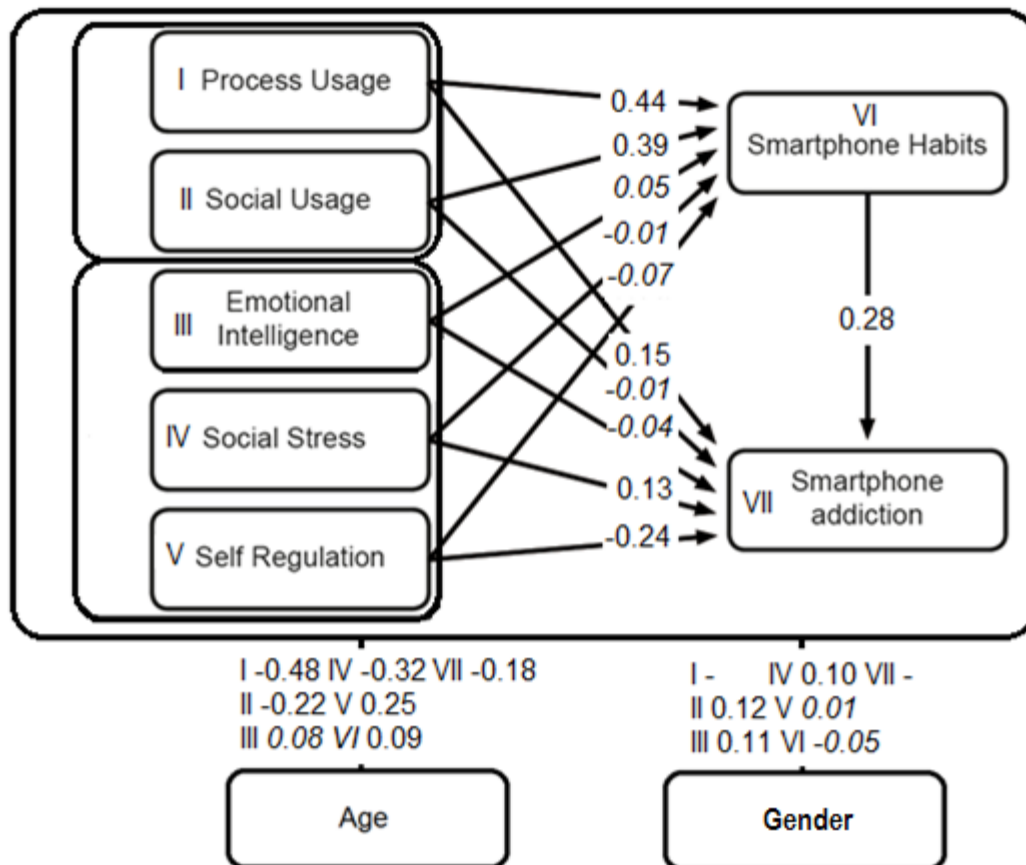 I Process Usage
II Social Usage
III Emotional
Intelligence
IV Social Stress
V Self Regulation
0.44
0.39
0.05
-0.01
-0.07
0.15
-0.01
-0.04
0.13
-0.24
VI
Smartphone Habits
0.28
VII Smartphone
addiction
I -0.48 IV -0.32 VII -0.18
II -0.22 V 0.25
III 0.08 VI 0.09
Age
I - IV 0.10 VII -
II 0.12 V 0.01
III 0.11 VI -0.05
Gender